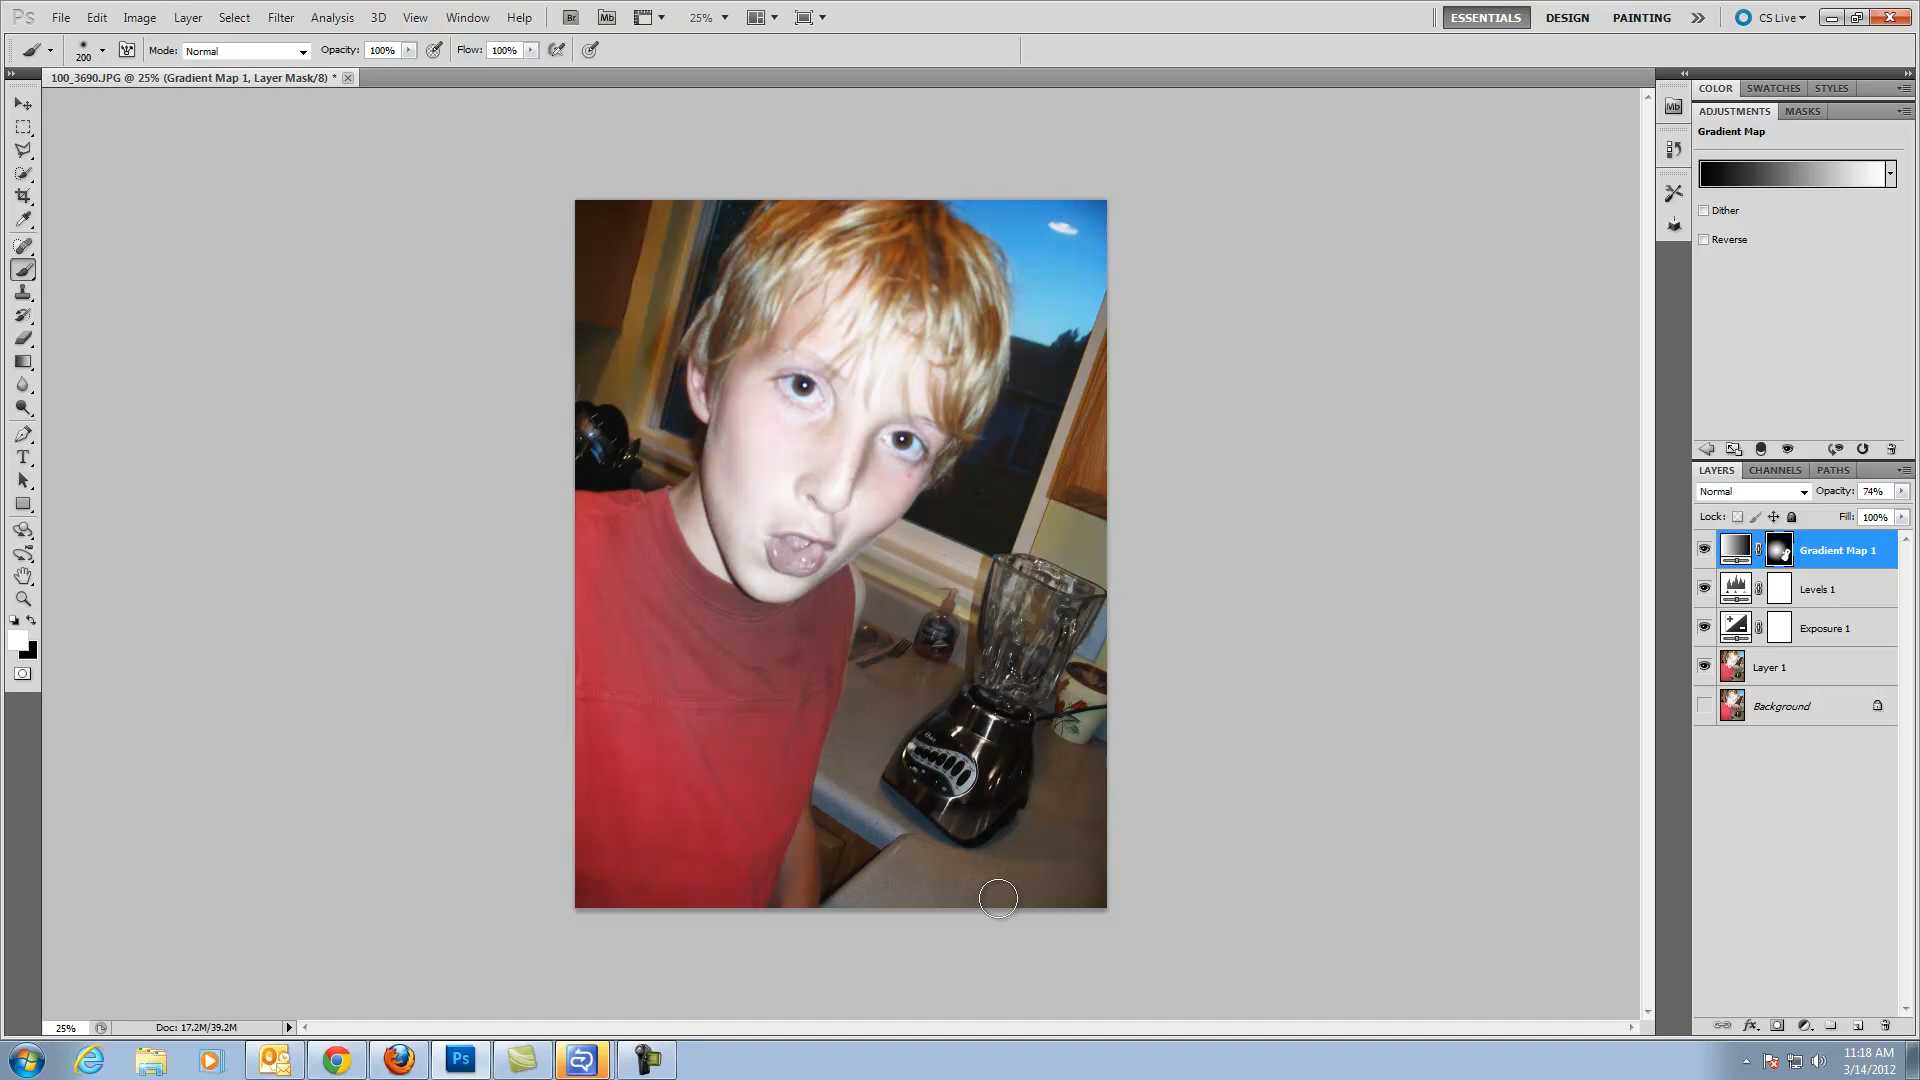 Ps File Edit Image Layer Select Filter Analysis 3D View Window Help Br Mb 25% ESSENTIALS DESIGN PAINTING CS Live
200 Mode: Normal Opacity: 100% Flow: 100%
100_3690.JPG @ 25% (Gradient Map 1, Layer Mask/8) *
COLOR SWATCHES STYLES
Mb
ADJUSTMENTS MASKS
Gradient Map
Dither
Reverse
T
LAYERS CHANNELS PATHS
Normal Opacity: 74%
Lock: Fill: 100%
Gradient Map 1
Levels 1
Exposure 1
Layer 1
Background
25% Doc: 17.2M/39.2M
fx
Ps
11:18 AM
3/14/2012